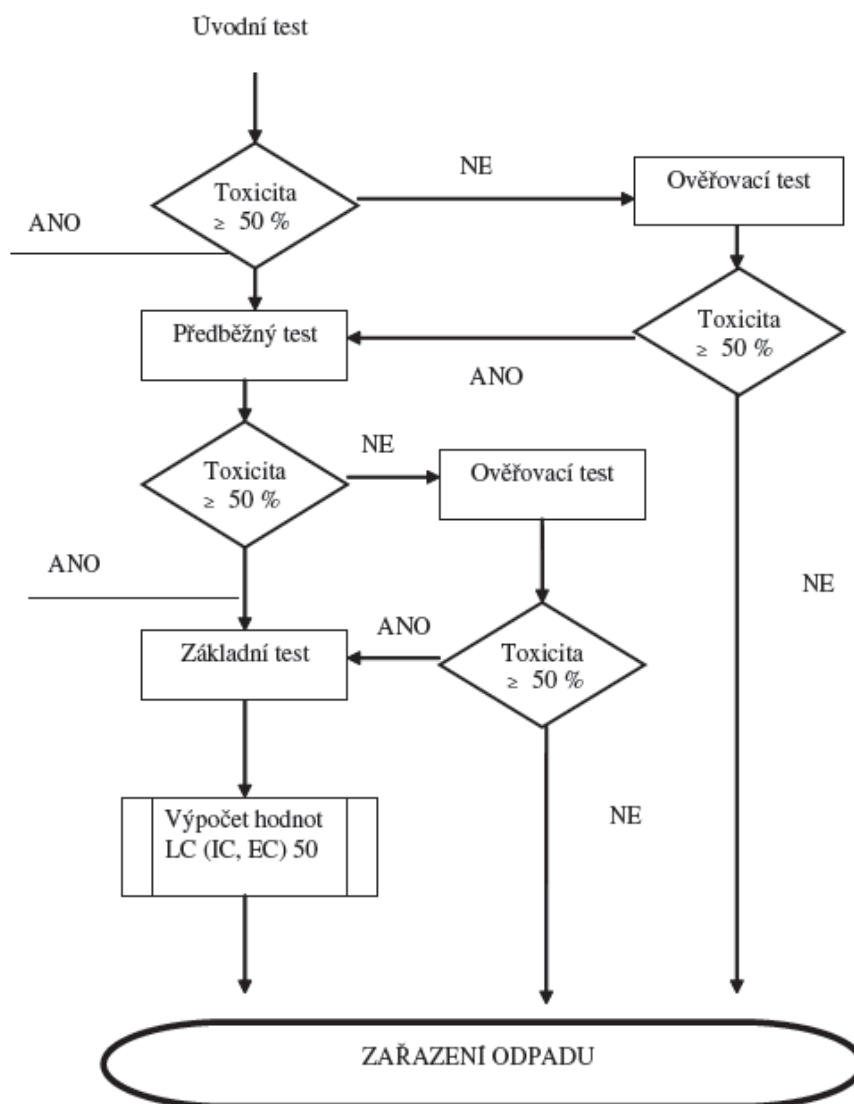 Úvodní test
Toxicita
≥ 50 %
NE
Ověřovací test
ANO
Předběžný test
ANO
Toxicita
≥ 50 %
Toxicita
≥ 50 %
NE
Ověřovací test
ANO
NE
Základní test
ANO
Toxicita
≥ 50 %
Výpočet hodnot
LC (IC, EC) 50
NE
ZAŘAZENÍ ODPADU